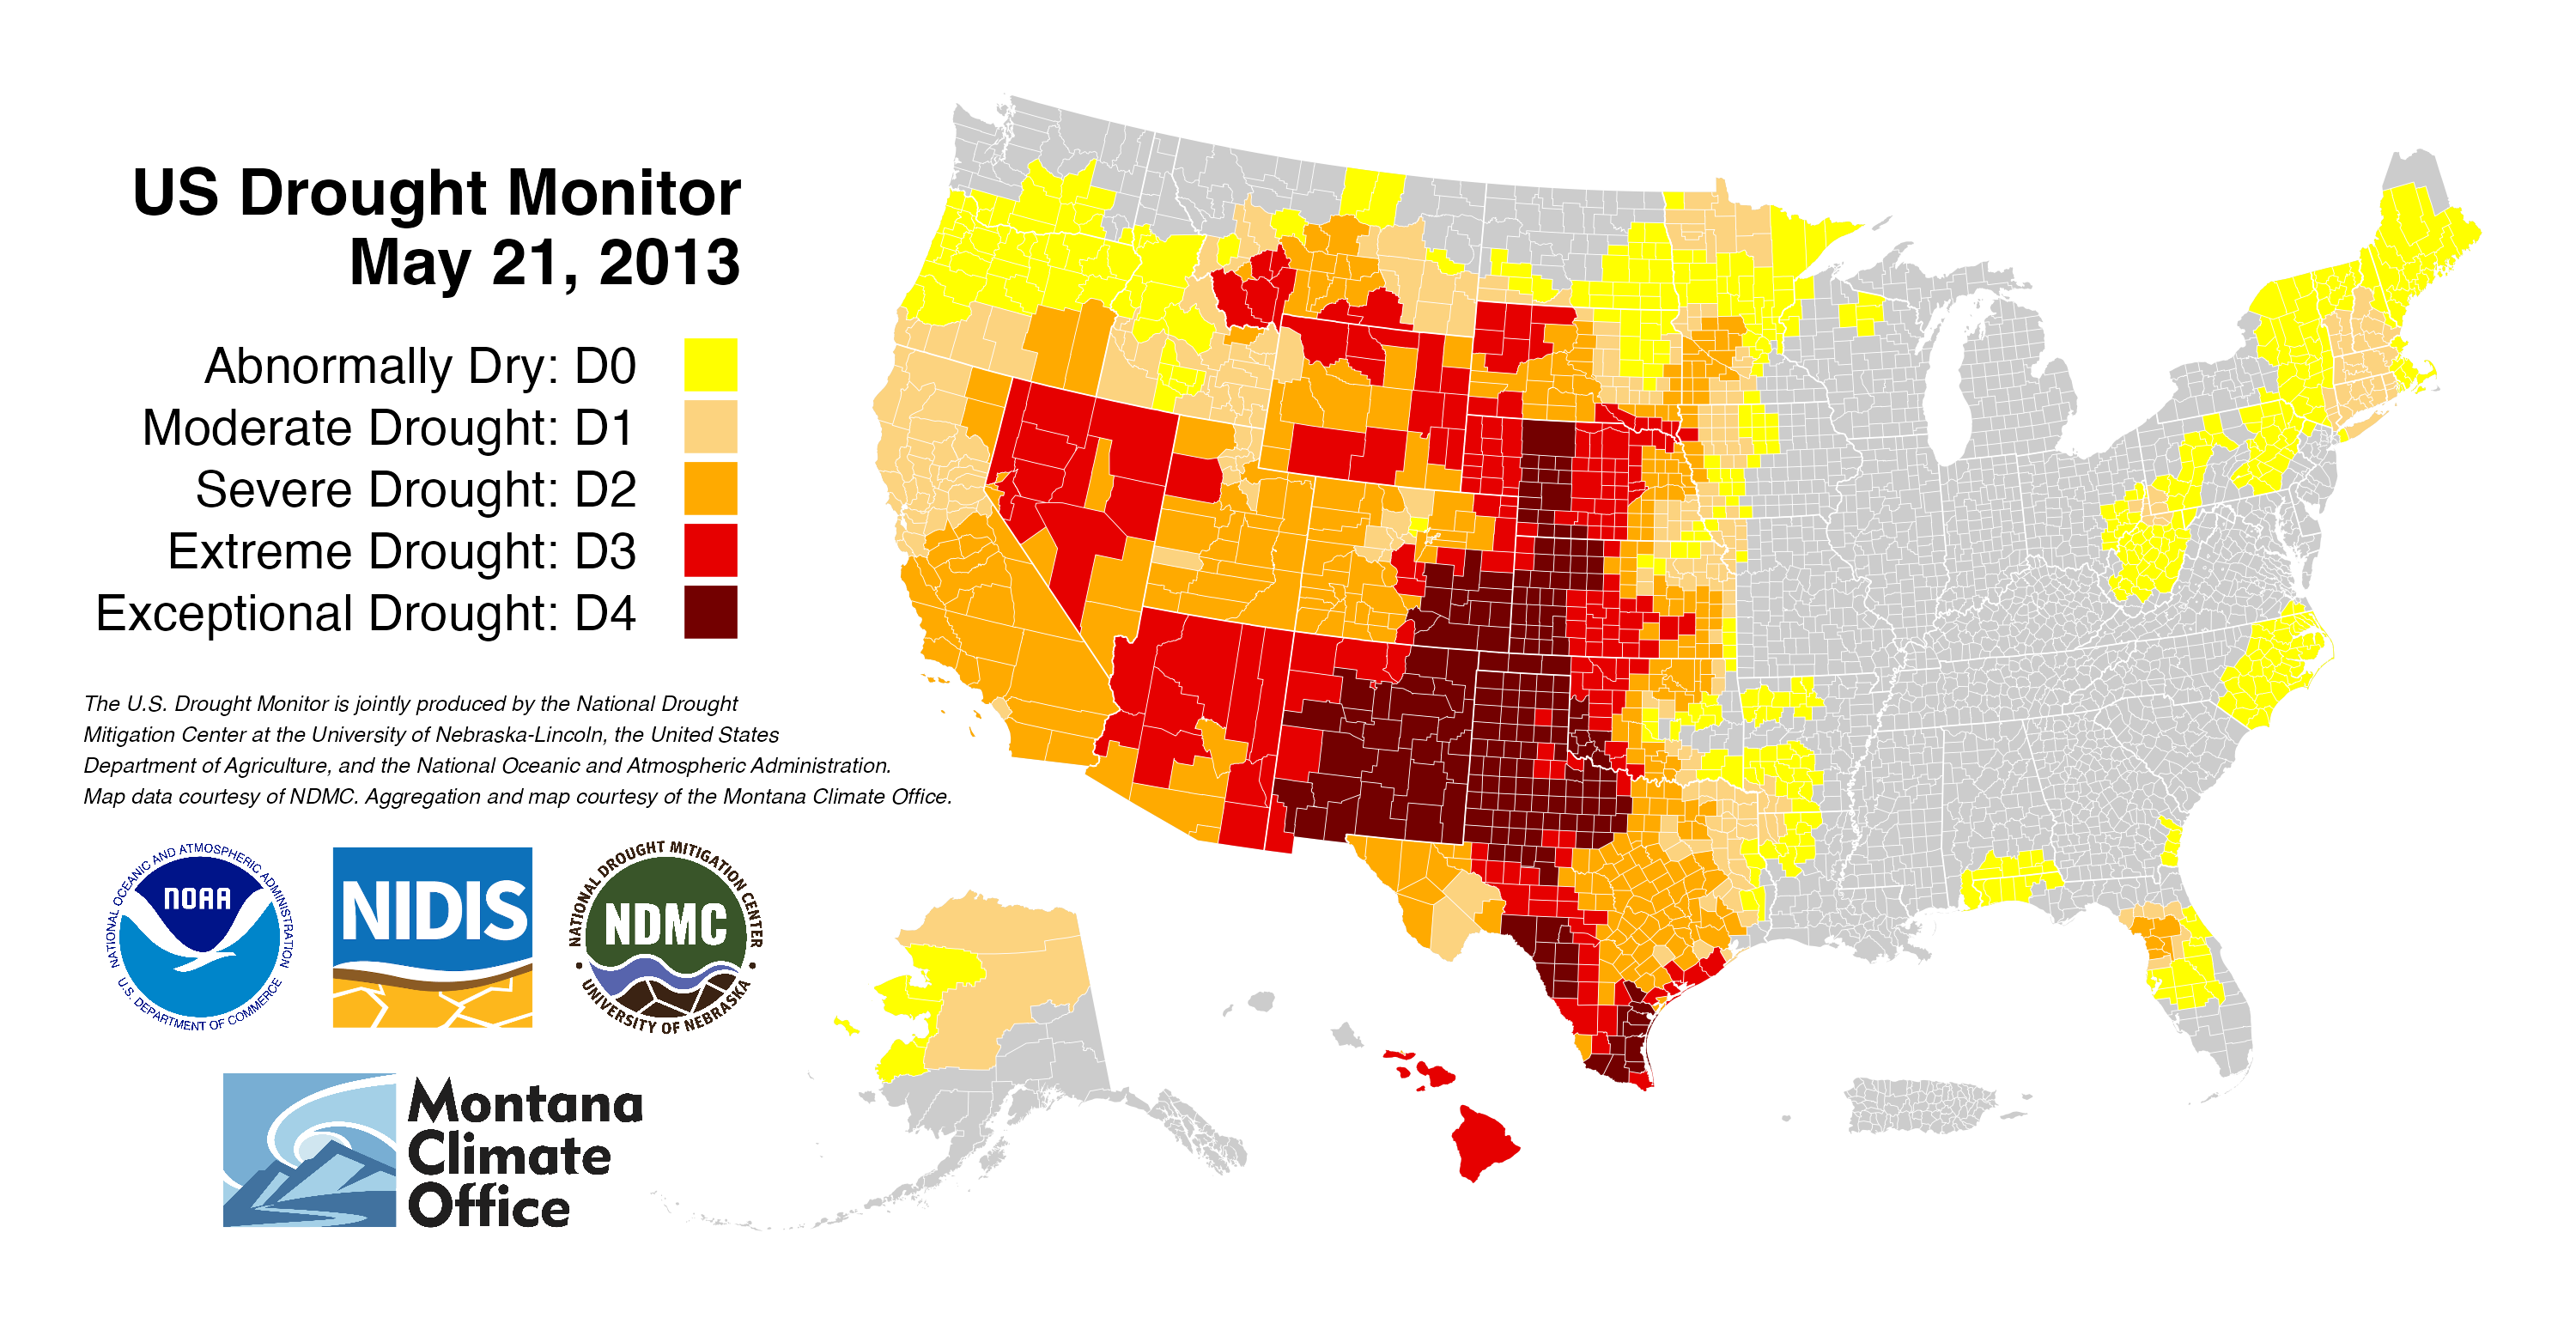 US Drought Monitor
May 21, 2013
Abnormally Dry: D0
Moderate Drought: D1
Severe Drought: D2
Extreme Drought: D3
Exceptional Drought: D4
The U.S. Drought Monitor is jointly produced by the National Drought
Mitigation Center at the University of Nebraska-Lincoln, the United States
Department of Agriculture, and the National Oceanic and Atmospheric Administration.
Map data courtesy of NDMC. Aggregation and map courtesy of the Montana Climate Office.
NATIONAL OCEANIC AND ATMOSPHERIC ADMINISTRATION
NOAA
U.S. DEPARTMENT OF COMMERCE
NIDIS
NATIONAL DROUGHT MITIGATION CENTER
NDMC
UNIVERSITY OF NEBRASKA
Montana
Climate
Office